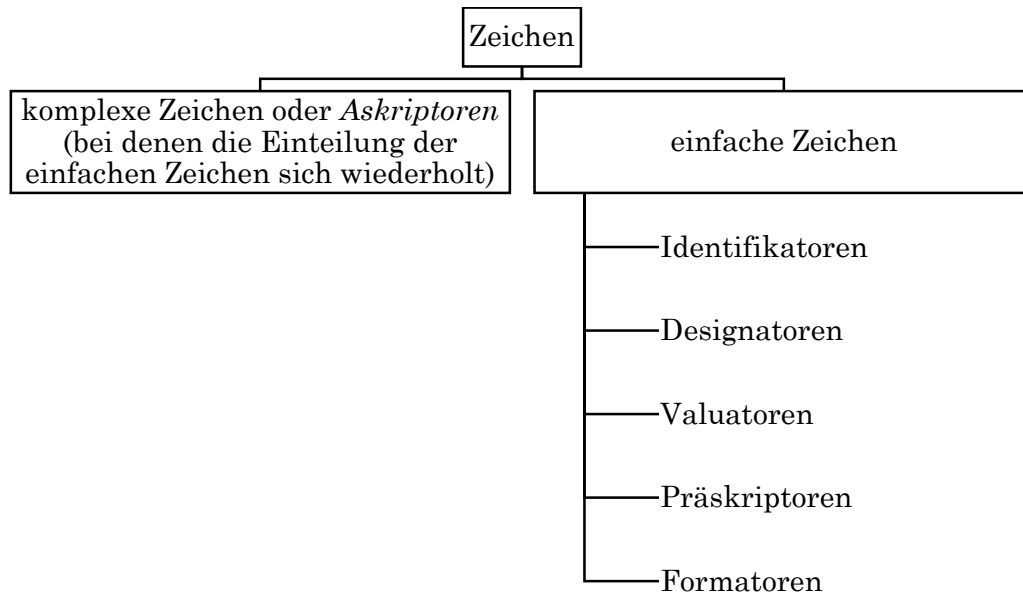 Zeichen
komplexe Zeichen oder Askriptoren
(bei denen die Einteilung der
einfachen Zeichen sich wiederholt)
einfache Zeichen
Identifikatoren
Designatoren
Valuatoren
Präskriptoren
Formatoren